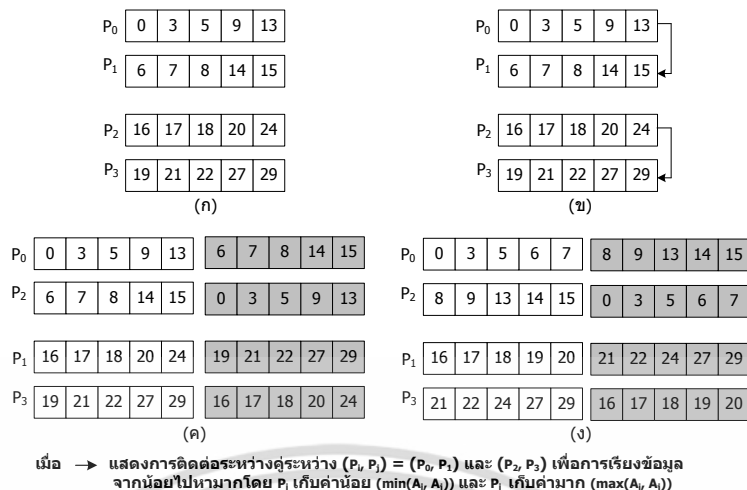 P0 0 3 5 9 13
P1 6 7 8 14 15
P2 16 17 18 20 24
P3 19 21 22 27 29
(ก)
P0 0 3 5 9 13
P1 6 7 8 14 15
P2 16 17 18 20 24
P3 19 21 22 27 29
(ข)
P0 0 3 5 9 13 6 7 8 14 15
P2 6 7 8 14 15 0 3 5 9 13
P1 16 17 18 20 24 19 21 22 27 29
P3 19 21 22 27 29 16 17 18 20 24
(ค)
P0 0 3 5 6 7 8 9 13 14 15
P2 8 9 13 14 15 0 3 5 6 7
P1 16 17 18 19 20 21 22 24 27 29
P3 21 22 24 27 29 16 17 18 19 20
(ง)
เมื่อ → แสดงการติดต่อระหว่างคู่ระหว่าง (Pi, Pj) = (P0, P1) และ (P2, P3) เพื่อการเรียงข้อมูล
จากน้อยไปหามากโดย Pi เก็บค่าน้อย (min(Ai, Aj)) และ Pj เก็บค่ามาก (max(Ai, Aj))